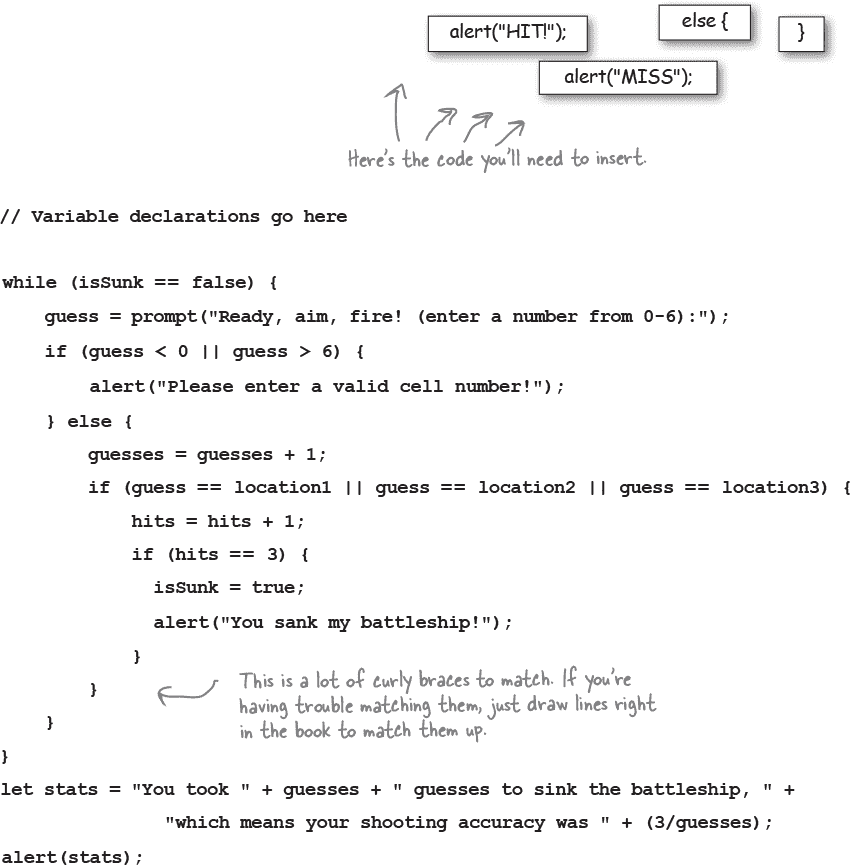 alert("HIT!");
else {
}
alert("MISS");
Here's the code you'll need to insert.
// Variable declarations go here
while (isSunk == false) {
guess = prompt("Ready, aim, fire! (enter a number from 0-6):");
if (guess < 0 || guess > 6) {
alert("Please enter a valid cell number!");
} else {
guesses = guesses + 1;
if (guess == location1 || guess == location2 || guess == location3) {
hits = hits + 1;
if (hits == 3) {
isSunk = true;
alert("You sank my battleship!");
}
}
This is a lot of curly braces to match. If you're
having trouble matching them, just draw lines right
in the book to match them up.
}
}
let stats = "You took " + guesses + " guesses to sink the battleship, " +
"which means your shooting accuracy was " + (3/guesses);
alert(stats);